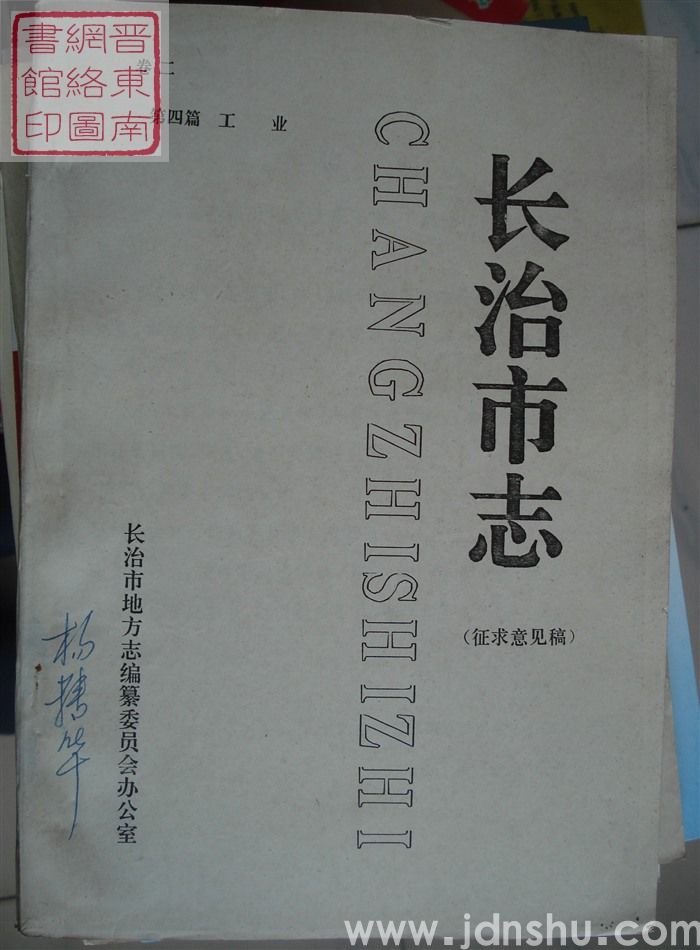 晋东南
網絡圖
書館印
卷二
第四篇 工 业
长治市志
CHANGZHISHIZHI
（征求意见稿）
长治市地方志编纂委员会办公室
www.jdnshu.com